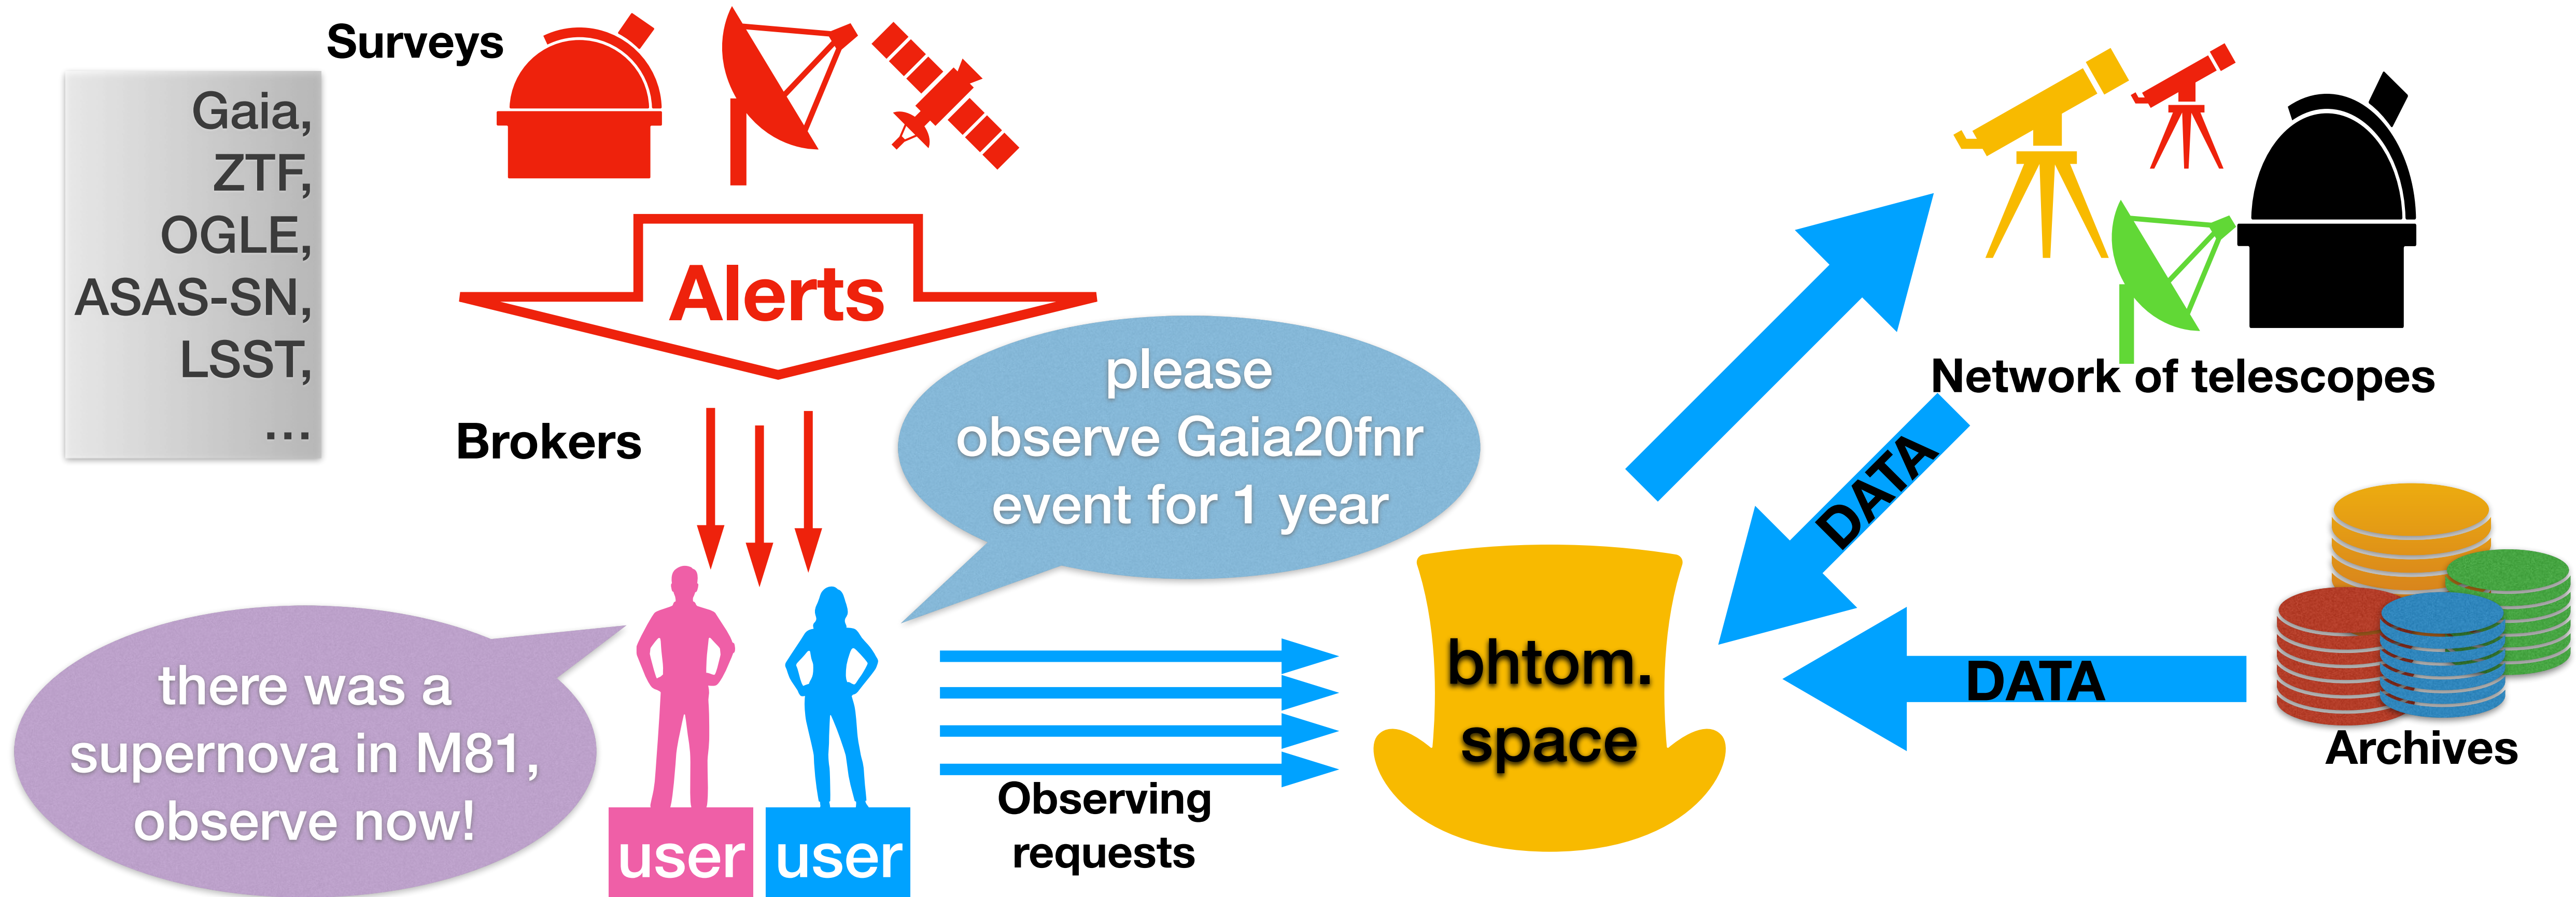 Surveys
Gaia,
ZTF,
OGLE,
ASAS-SN,
LSST,
...
Alerts
Brokers
please
observe Gaia20fnr
event for 1 year
there was a
supernova in M81,
observe now!
user
user
Observing
requests
bhtom.
space
Network of telescopes
DATA
DATA
Archives